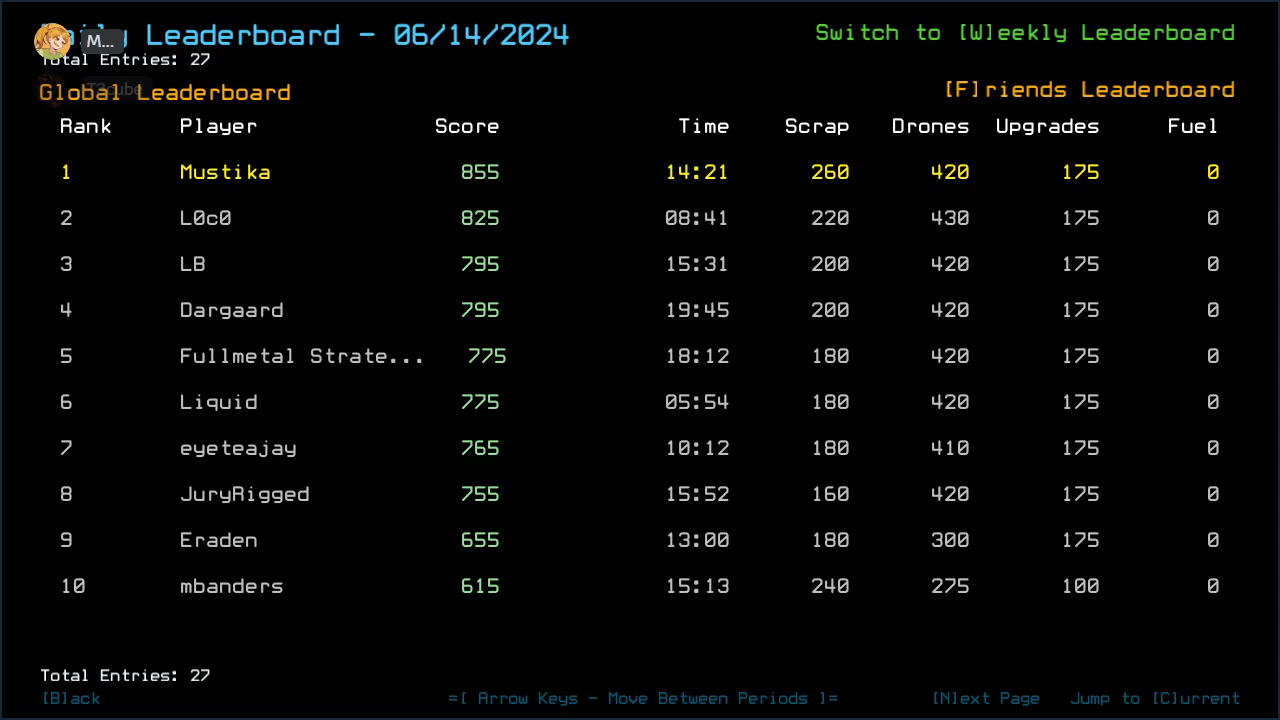 Daily Leaderboard - 06/14/2024
Switch to [W]eekly Leaderboard
M...
Total Entries: 27
T3cube
Global Leaderboard
[F]riends Leaderboard
Rank Player Score Time Scrap Drones Upgrades Fuel
1 Mustika 855 14:21 260 420 175 0
2 L0c0 825 08:41 220 430 175 0
3 LB 795 15:31 200 420 175 0
4 Dargaard 795 19:45 200 420 175 0
5 Fullmetal Strate... 775 18:12 180 420 175 0
6 Liquid 775 05:54 180 420 175 0
7 eyeteajay 765 10:12 180 410 175 0
8 JuryRigged 755 15:52 160 420 175 0
9 Eraden 655 13:00 180 300 175 0
10 mbanders 615 15:13 240 275 100 0
Total Entries: 27
[B]ack =[ Arrow Keys - Move Between Periods ]= [N]ext Page Jump to [C]urrent